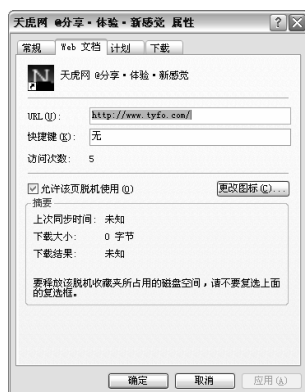 天虎网 e分享·体验·新感觉 属性
常规 Web 文档 计划 下载
天虎网 e分享·体验·新感觉
URL(U): http://www.tyfo.com/
快捷键(K): 无
访问次数: 5
允许该页脱机使用(O) 更改图标(C)...
摘要
上次同步时间: 未知
下载大小: 0 字节
下载结果: 未知
要释放该脱机收藏夹所占用的磁盘空间，请不要复选上面
的复选框。
确定 取消 应用(A)